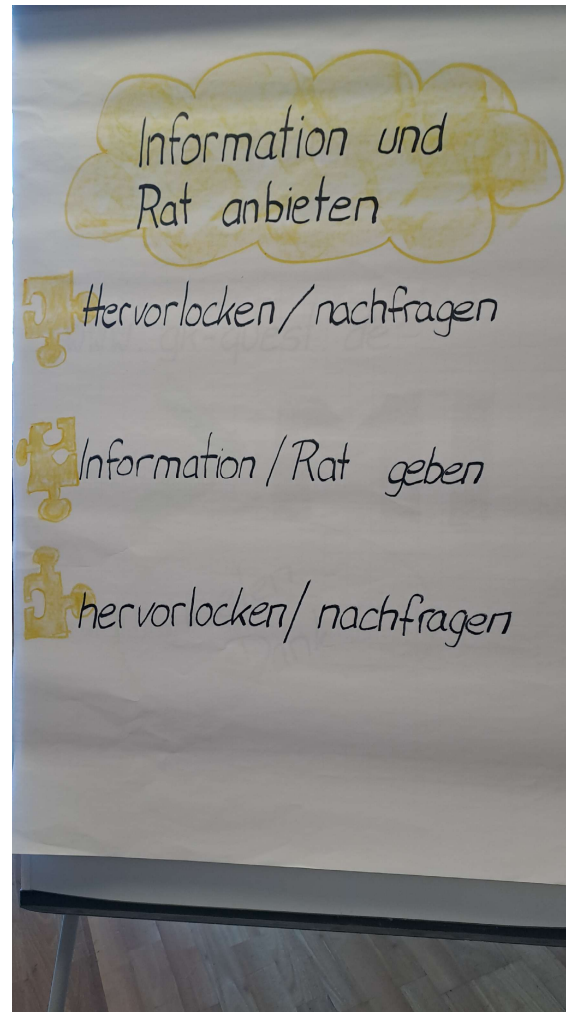 Information und
Rat anbieten
Hervorlocken/nachfragen
Information/Rat geben
hervorlocken/nachfragen